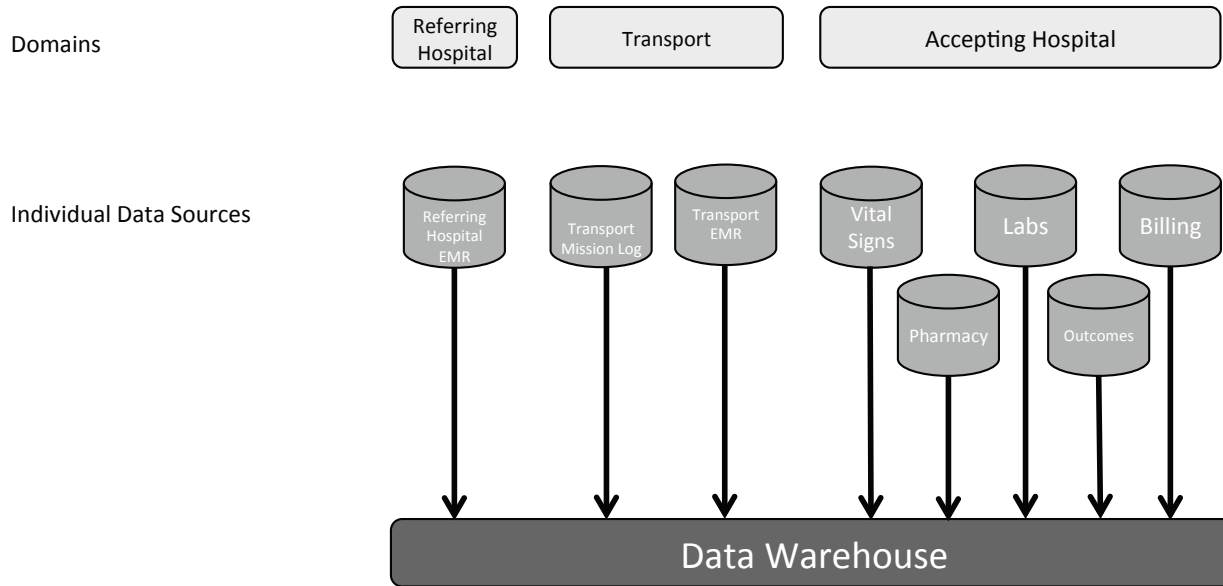 Domains
Referring
Hospital
Transport
Accepting Hospital
Individual Data Sources
Referring
Hospital
EMR
Transport
Mission Log
Transport
EMR
Vital
Signs
Labs
Billing
Pharmacy
Outcomes
Data Warehouse